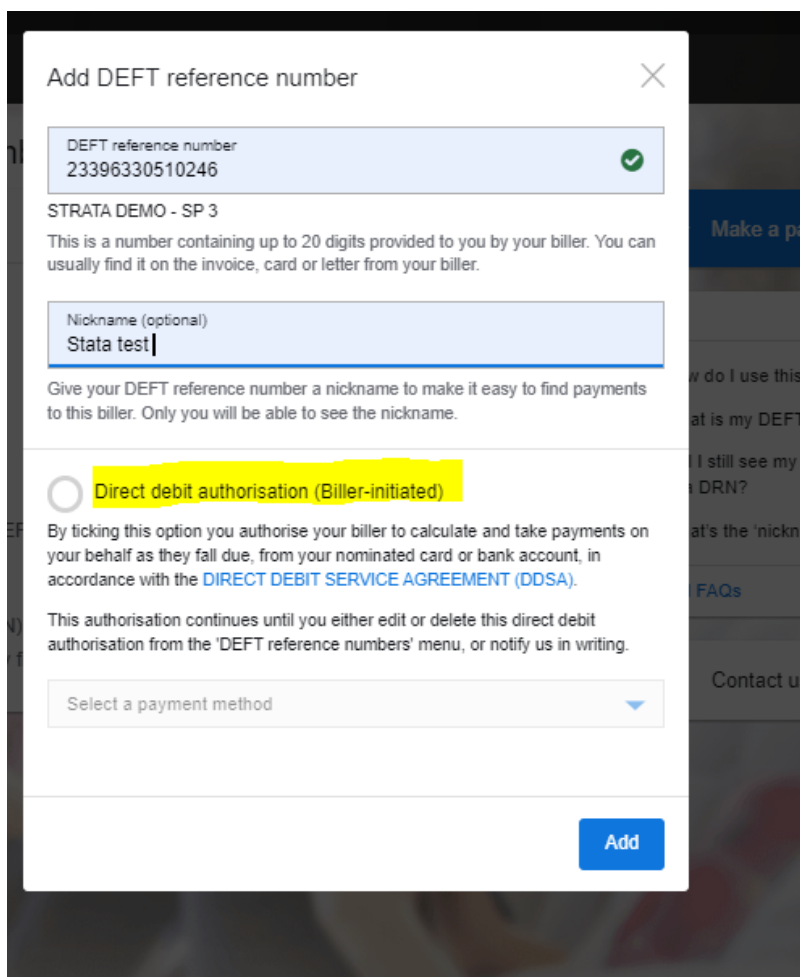 Add DEFT reference number
DEFT reference number
23396330510246
STRATA DEMO - SP 3
This is a number containing up to 20 digits provided to you by your biller. You can
usually find it on the invoice, card or letter from your biller.
Nickname (optional)
Stata test
Give your DEFT reference number a nickname to make it easy to find payments
to this biller. Only you will be able to see the nickname.
Direct debit authorisation (Biller-initiated)
By ticking this option you authorise your biller to calculate and take payments on
your behalf as they fall due, from your nominated card or bank account, in
accordance with the DIRECT DEBIT SERVICE AGREEMENT (DDSA).
This authorisation continues until you either edit or delete this direct debit
authorisation from the 'DEFT reference numbers' menu, or notify us in writing.
Select a payment method
Add
Make a
do I use this
is my DEFT
I still see my
DRN?
the 'nickn
FAQs
Contact u